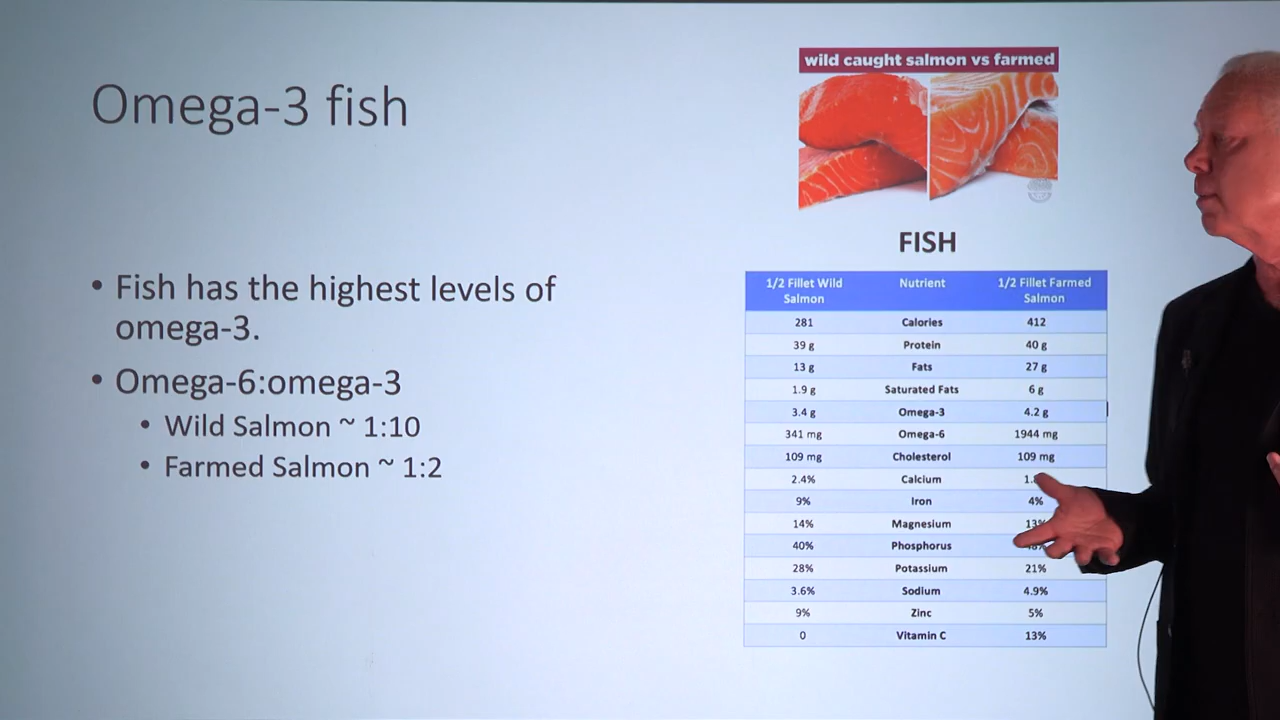 Omega-3 fish
• Fish has the highest levels of
omega-3.
• Omega-6:omega-3
• Wild Salmon ~ 1:10
• Farmed Salmon ~ 1:2
wild caught salmon vs farmed
FISH
1/2 Fillet Wild Salmon Nutrient 1/2 Fillet Farmed Salmon
281 Calories 412
39 g Protein 40 g
13 g Fats 27 g
1.9 g Saturated Fats 6 g
3.4 g Omega-3 4.2 g
341 mg Omega-6 1944 mg
109 mg Cholesterol 109 mg
2.4% Calcium
9% Iron 4%
14% Magnesium 13%
40% Phosphorus
28% Potassium 21%
3.6% Sodium 4.9%
9% Zinc 5%
0 Vitamin C 13%